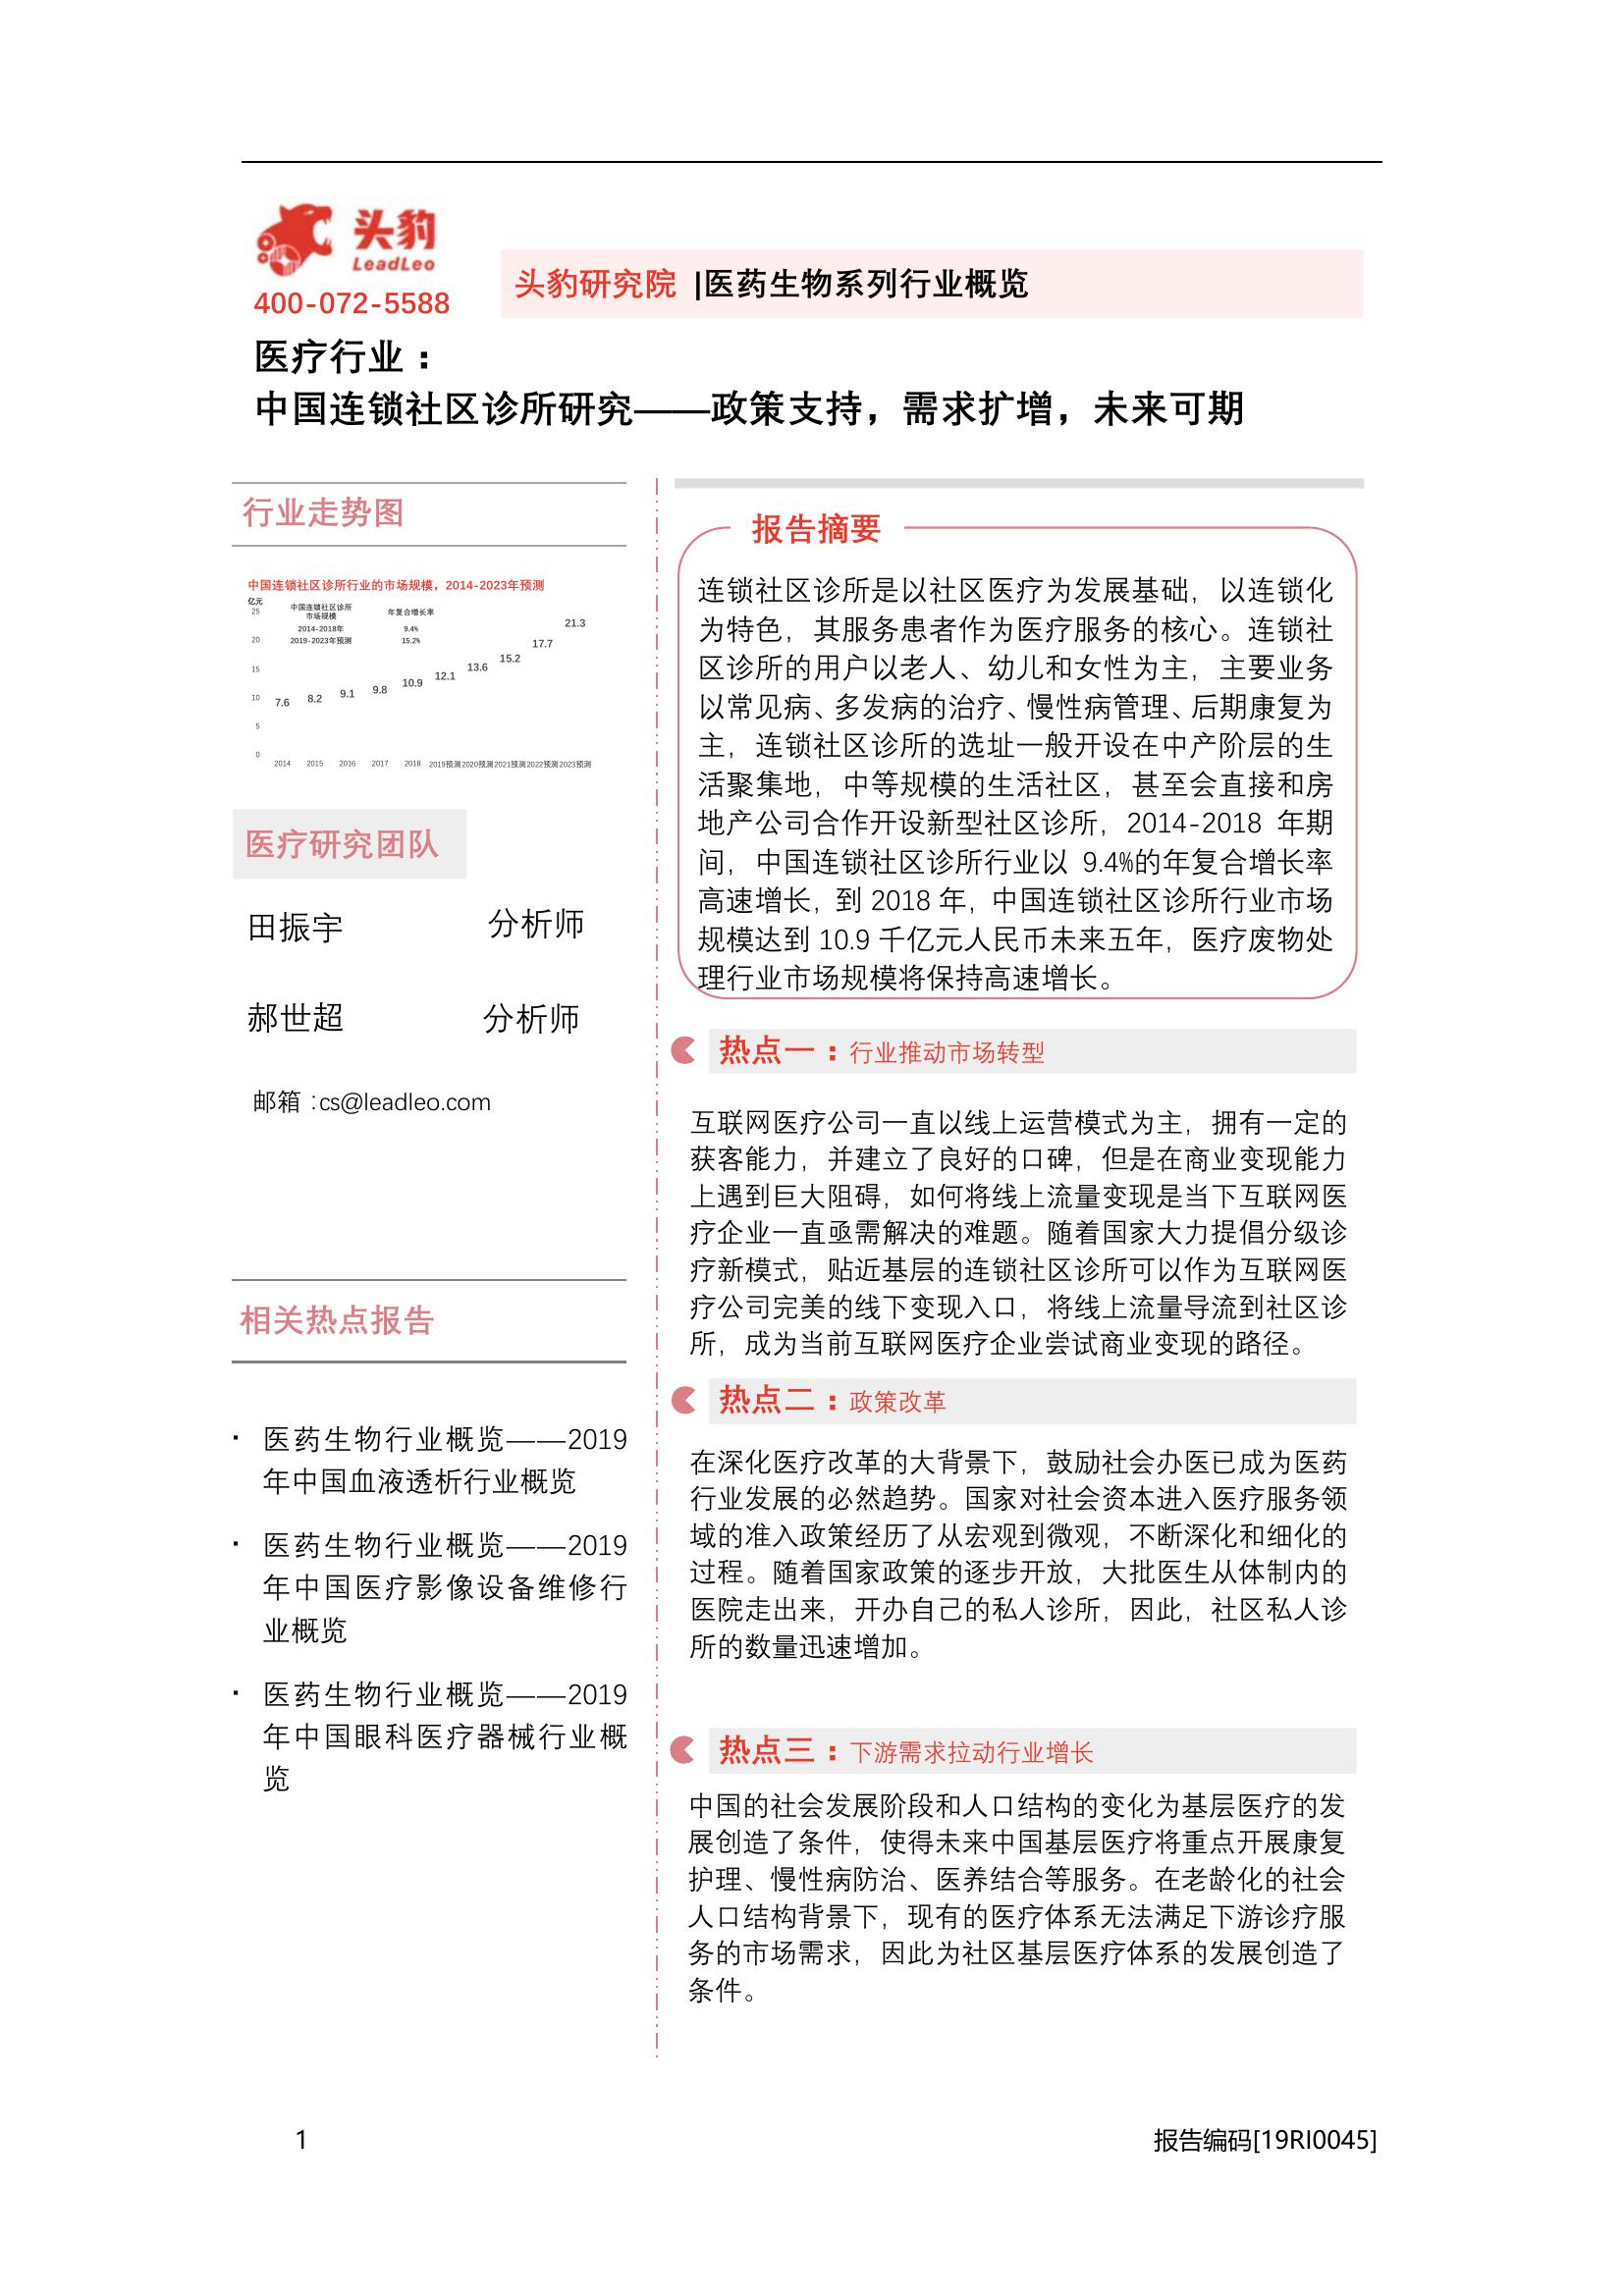 头豹
LeadLeo
400-072-5588
头豹研究院 |医药生物系列行业概览
医疗行业：
中国连锁社区诊所研究——政策支持，需求扩增，未来可期
行业走势图
中国连锁社区诊所行业的市场规模，2014-2023年预测
亿元
中国连锁社区诊所
市场规模
年复合增长率
2014-2018年 9.4%
2019-2023年预测 15.2%
25
20
15
10
5
0
7.6 8.2 9.1 9.8 10.9 12.1 13.6 15.2 17.7 21.3
2014 2015 2016 2017 2018 2019预测 2020预测 2021预测 2022预测 2023预测
医疗研究团队
田振宇 分析师
郝世超 分析师
邮箱：cs@leadleo.com
相关热点报告
· 医药生物行业概览——2019
年中国血液透析行业概览
· 医药生物行业概览——2019
年中国医疗影像设备维修行
业概览
· 医药生物行业概览——2019
年中国眼科医疗器械行业概
览
报告摘要
连锁社区诊所是以社区医疗为发展基础，以连锁化
为特色，其服务患者作为医疗服务的核心。连锁社
区诊所的用户以老人、幼儿和女性为主，主要业务
以常见病、多发病的治疗、慢性病管理、后期康复为
主，连锁社区诊所的选址一般开设在中产阶层的生
活聚集地，中等规模的生活社区，甚至会直接和房
地产公司合作开设新型社区诊所，2014-2018 年期
间，中国连锁社区诊所行业以 9.4%的年复合增长率
高速增长，到 2018 年，中国连锁社区诊所行业市场
规模达到 10.9 千亿元人民币未来五年，医疗废物处
理行业市场规模将保持高速增长。
热点一：行业推动市场转型
互联网医疗公司一直以线上运营模式为主，拥有一定的
获客能力，并建立了良好的口碑，但是在商业变现能力
上遇到巨大阻碍，如何将线上流量变现是当下互联网医
疗企业一直亟需解决的难题。随着国家大力提倡分级诊
疗新模式，贴近基层的连锁社区诊所可以作为互联网医
疗公司完美的线下变现入口，将线上流量导流到社区诊
所，成为当前互联网医疗企业尝试商业变现的路径。
热点二：政策改革
在深化医疗改革的大背景下，鼓励社会办医已成为医药
行业发展的必然趋势。国家对社会资本进入医疗服务领
域的准入政策经历了从宏观到微观，不断深化和细化的
过程。随着国家政策的逐步开放，大批医生从体制内的
医院走出来，开办自己的私人诊所，因此，社区私人诊
所的数量迅速增加。
热点三：下游需求拉动行业增长
中国的社会发展阶段和人口结构的变化为基层医疗的发
展创造了条件，使得未来中国基层医疗将重点开展康复
护理、慢性病防治、医养结合等服务。在老龄化的社会
人口结构背景下，现有的医疗体系无法满足下游诊疗服
务的市场需求，因此为社区基层医疗体系的发展创造了
条件。
1 报告编码[19RI0045]